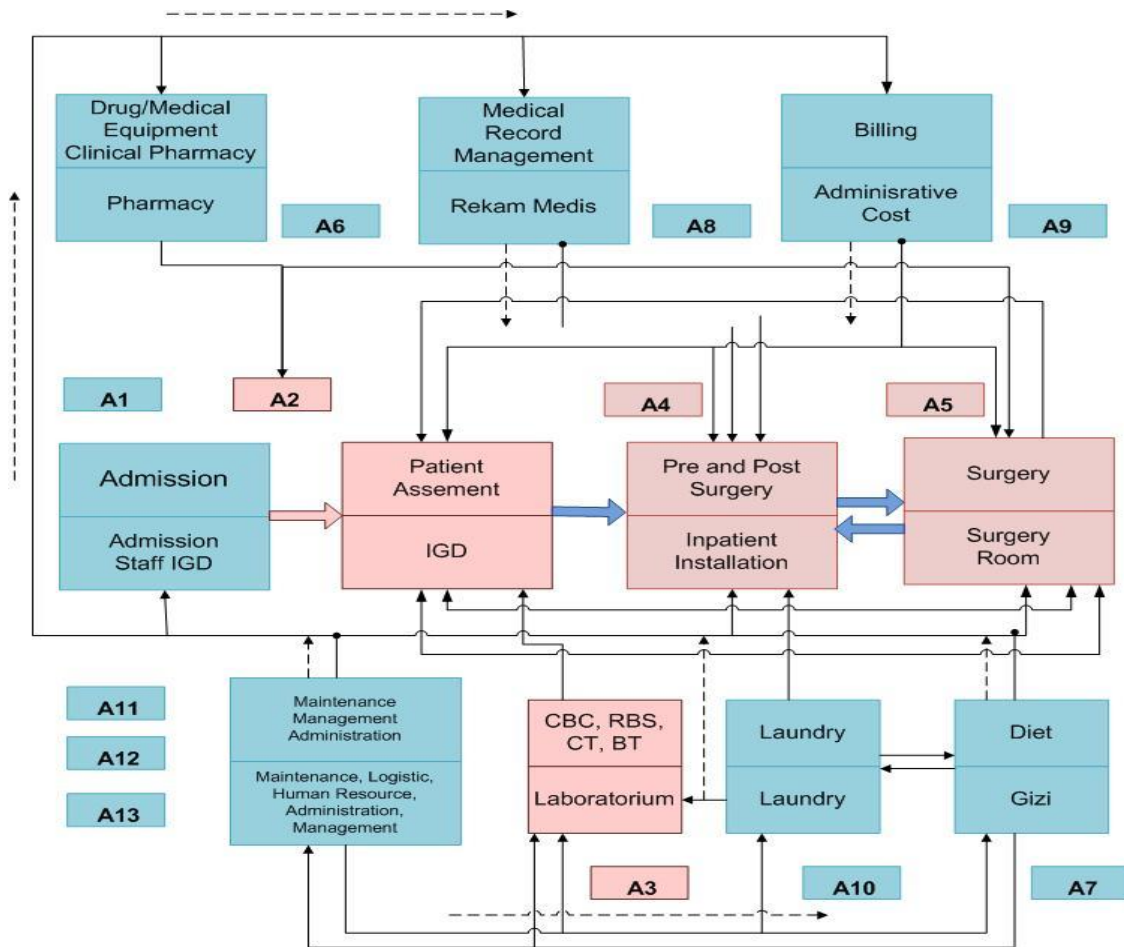 Drug/Medical
Equipment
Clinical Pharmacy
Pharmacy
A6
Medical
Record
Management
Rekam Medis
A8
Billing
Adminisrative
Cost
A9
A1
A2
A4
A5
Admission
Admission
Staff IGD
Patient
Assement
IGD
Pre and Post
Surgery
Inpatient
Installation
Surgery
Surgery
Room
A11
A12
A13
Maintenance
Management
Administration
Maintenance, Logistic,
Human Resource,
Administration,
Management
CBC, RBS,
CT, BT
Laboratorium
Laundry
Laundry
Diet
Gizi
A3
A10
A7